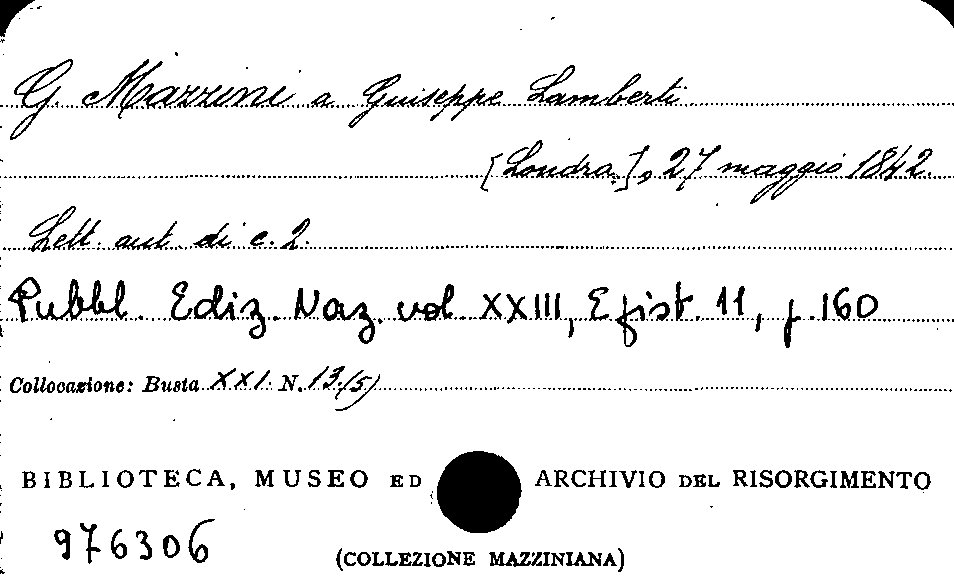 G. Mazzini a Giuseppe Lamberti
[Londra], 27 maggio 1842.
Lett. aut. di c. 2.
Pubbl. Ediz. Naz. vol. XXIII, Epist. 11, p. 160
Collocazione: Busta XXI. N. 13(5)
BIBLIOTECA, MUSEO ED ARCHIVIO DEL RISORGIMENTO
976306
(COLLEZIONE MAZZINIANA)